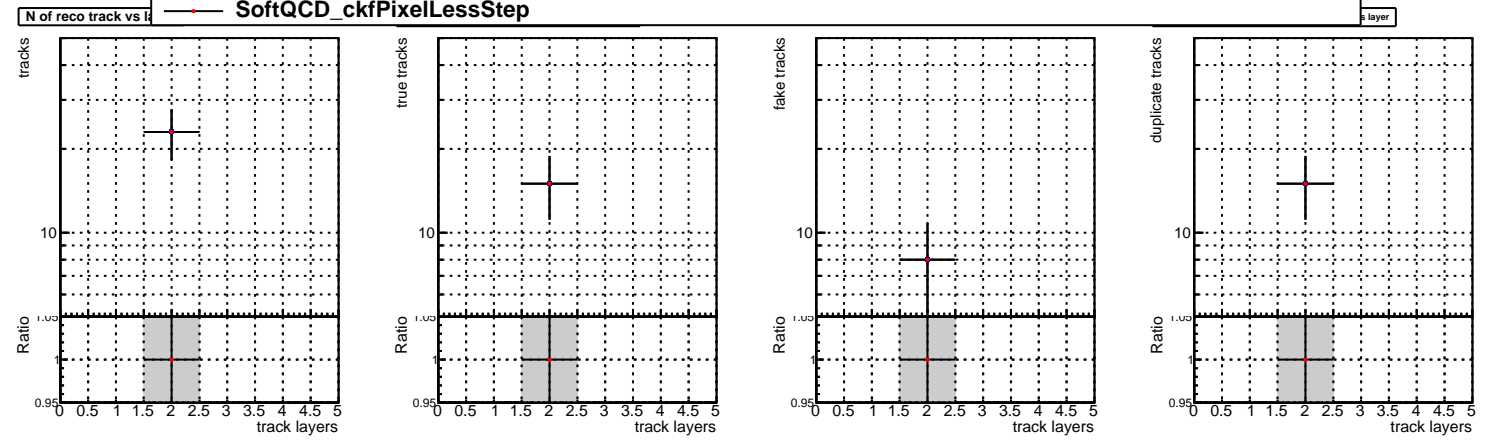 SoftQCD_ckfPixelLessStep
N of reco track vs la
s layer
tracks
10
1.05
Ratio
1
0.95
0 0.5 1 1.5 2 2.5 3 3.5 4 4.5 5
track layers
true tracks
10
1.05
Ratio
1
0.95
0 0.5 1 1.5 2 2.5 3 3.5 4 4.5 5
track layers
fake tracks
10
1.05
Ratio
1
0.95
0 0.5 1 1.5 2 2.5 3 3.5 4 4.5 5
track layers
duplicate tracks
10
1.05
Ratio
1
0.95
0 0.5 1 1.5 2 2.5 3 3.5 4 4.5 5
track layers